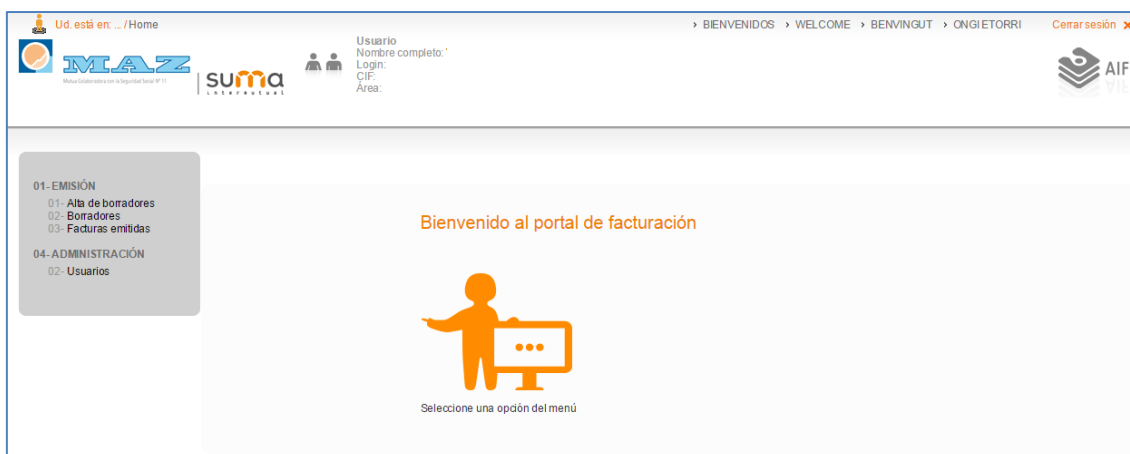 Ud. está en: ... / Home
› BIENVENIDOS › WELCOME › BENVINGUT › ONGI ETORRI
Cerrar sesión
MAZ
Mutua Colaboradora con la Seguridad Social Nº 11
suma
intermutual
Usuario
Nombre completo: '
Login:
CIF:
Área:
AIF
01- EMISIÓN
01- Alta de borradores
02- Borradores
03- Facturas emitidas
04- ADMINISTRACIÓN
02- Usuarios
Bienvenido al portal de facturación
Seleccione una opción del menú